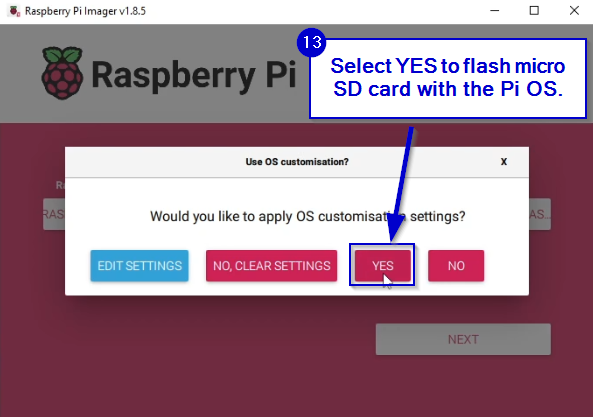 Raspberry Pi Imager v1.8.5
13
Select YES to flash micro
SD card with the Pi OS.
Raspberry Pi
Use OS customisation?
X
Would you like to apply OS customisation settings?
EDIT SETTINGS
NO, CLEAR SETTINGS
YES
NO
NEXT